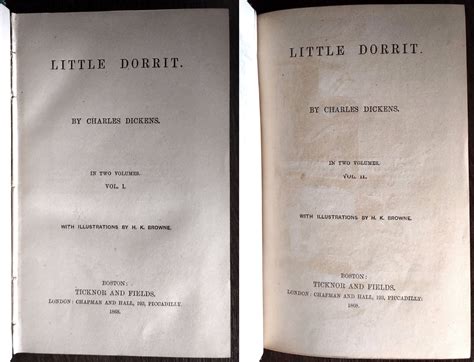 LITTLE DORRIT.
BY CHARLES DICKENS.
IN TWO VOLUMES.
VOL. I.
WITH ILLUSTRATIONS BY H. K. BROWNE.
BOSTON:
TICKNOR AND FIELDS,
LONDON: CHAPMAN AND HALL, 193, PICCADILLY.
1868.
LITTLE DORRIT.
BY CHARLES DICKENS.
IN TWO VOLUMES.
VOL. II.
WITH ILLUSTRATIONS BY H. K. BROWNE.
BOSTON:
TICKNOR AND FIELDS,
LONDON: CHAPMAN AND HALL, 193, PICCADILLY.
1868.